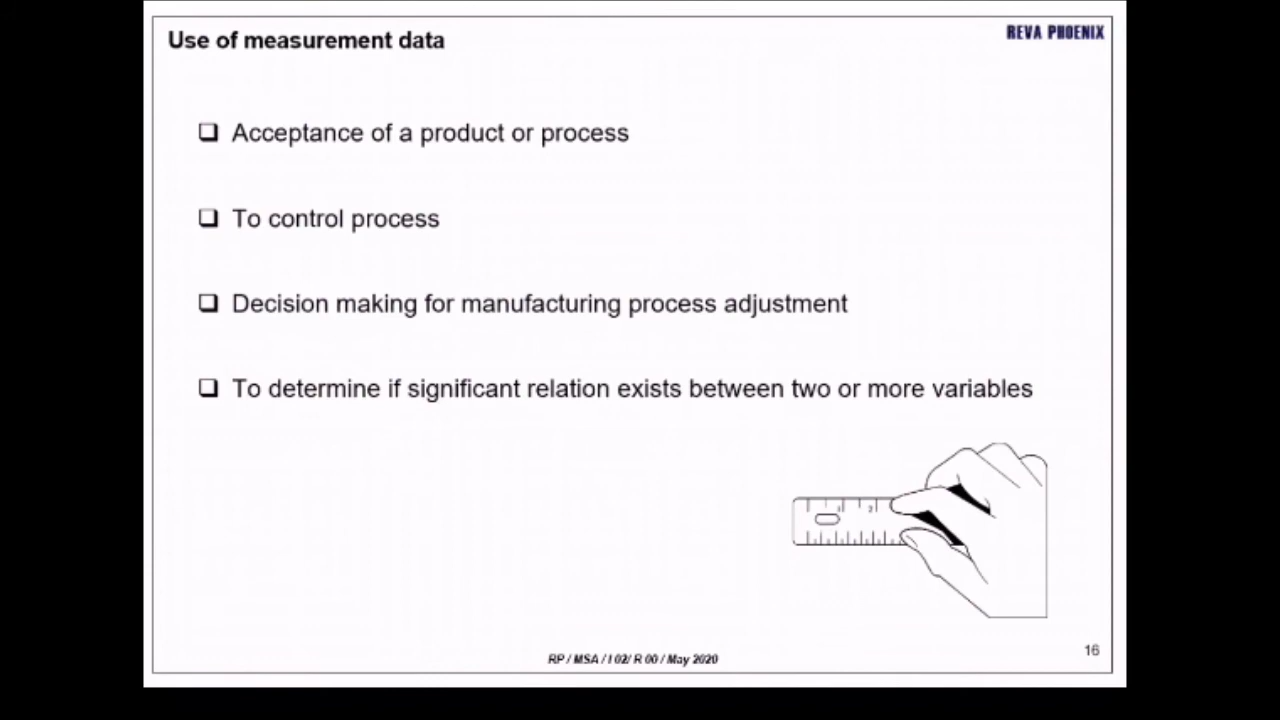 Use of measurement data
REVA PHOENIX
Acceptance of a product or process
To control process
Decision making for manufacturing process adjustment
To determine if significant relation exists between two or more variables
2
RP / MSA / I 02/ R 00 / May 2020
16